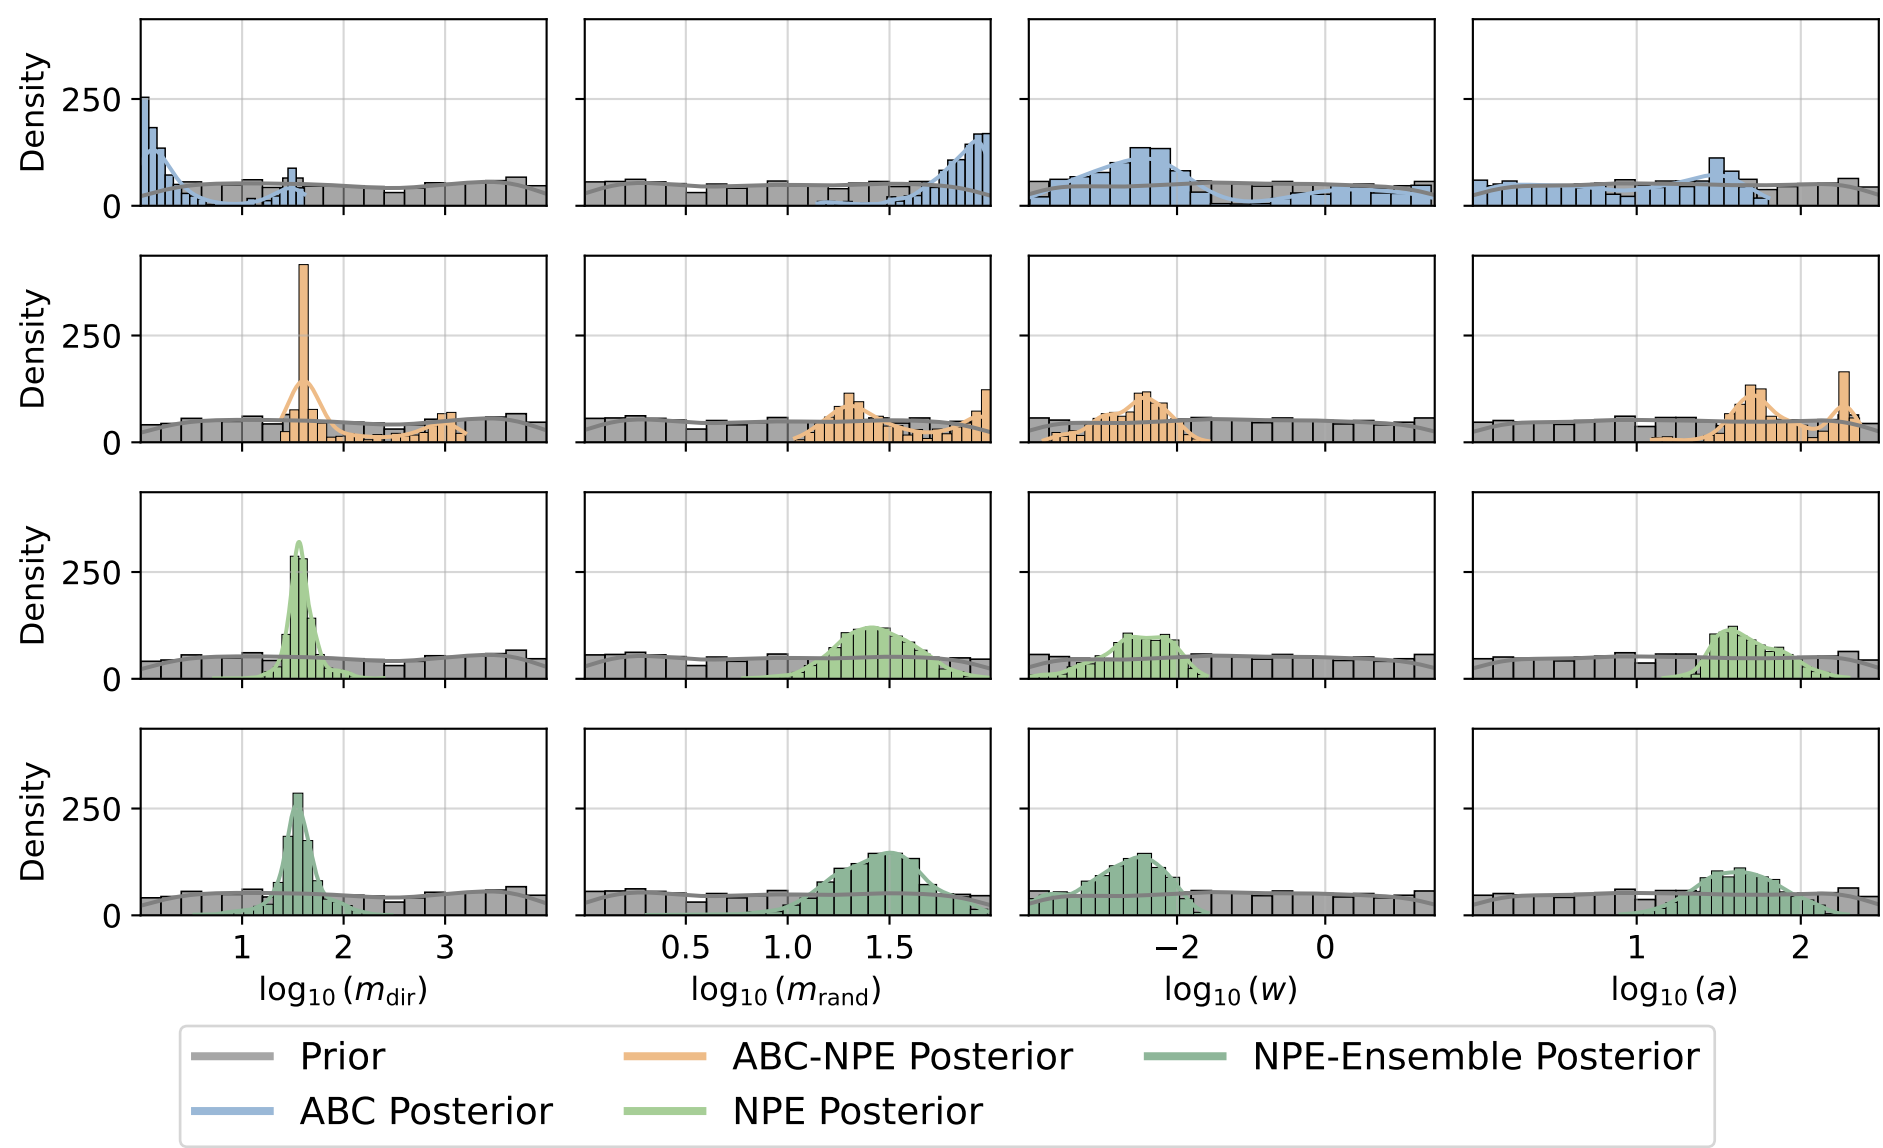 Density
250
0
Density
250
0
Density
250
0
Density
250
0
1 2 3 0.5 1.0 1.5 −2 0 1 2
log₁₀ (m_dir) log₁₀ (m_rand) log₁₀ (w) log₁₀ (a)
Prior ABC-NPE Posterior NPE-Ensemble Posterior
ABC Posterior NPE Posterior